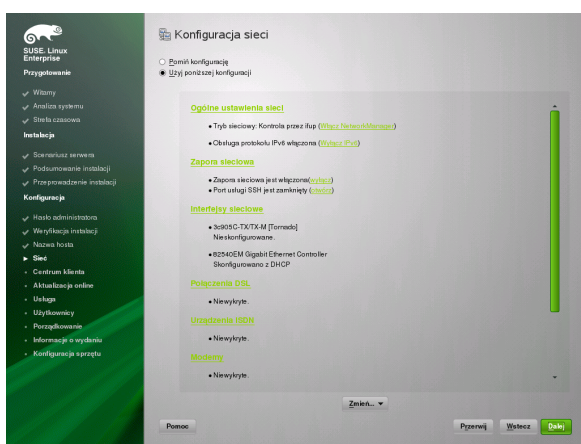 SUSE. Linux
Enterprise
Przygotowanie
Witamy
Analiza systemu
Strefa czasowa
Instalacja
Scenariusz serwera
Podsumowanie instalacji
Przeprowadzenie instalacji
Konfiguracja
Hasło administratora
Weryfikacja instalacji
Nazwa hosta
Sieć
Centrum klienta
Aktualizacja online
Usługa
Użytkownicy
Porządkowanie
Informacje o wydaniu
Konfiguracja sprzętu
Konfiguracja sieci
Pomiń konfigurację
Użyj poniższej konfiguracji
Ogólne ustawienia sieci
Tryb sieciowy: Kontrola przez ifup (Włącz NetworkManager)
Obsługa protokołu IPv6 włączona (Wyłącz IPv6)
Zapora sieciowa
Zapora sieciowa jest włączona (wyłącz)
Port usługi SSH jest zamknięty (otwórz)
Interfejsy sieciowe
3c905C-TX/TX-M [Tornado]
Nieskonfigurowane.
82540EM Gigabit Ethernet Controller
Skonfigurowano z DHCP
Połączenia DSL
Niewykryte.
Urządzenia ISDN
Niewykryte.
Modemy
Niewykryte.
Zmień...
Pomoc
Przerwij
Wstecz
Dalej